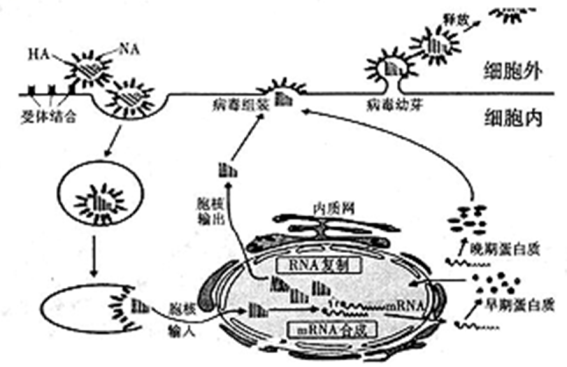 释放
HA
NA
细胞外
受体结合
病毒组装
病毒幼芽
细胞内
胞核
输出
内质网
RNA复制
晚期蛋白质
mRNA
早期蛋白质
胞核
输入
mRNA合成